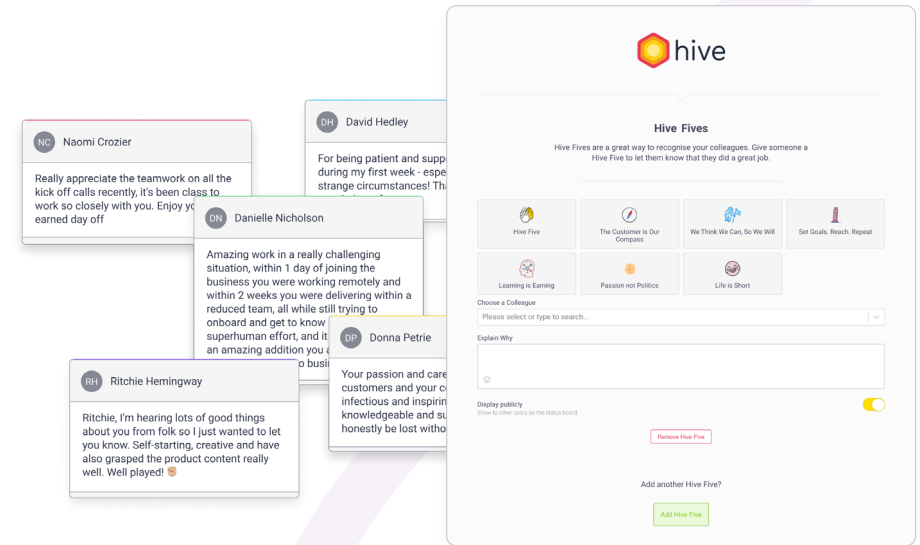 NC Naomi Crozier
Really appreciate the teamwork on all the
kick off calls recently, it's been class to
work so closely with you. Enjoy yo
earned day off
DH David Hedley
For being patient and supp
during my first week - espe
strange circumstances! Tha
DN Danielle Nicholson
Amazing work in a really challenging
situation, within 1 day of joining the
business you were working remotely and
within 2 weeks you were delivering within a
reduced team, all while still trying to
onboard and get to know
superhuman effort, and it
an amazing addition you a
o busi
DP Donna Petrie
Your passion and care
customers and your co
infectious and inspirin
knowledgeable and su
honestly be lost witho
RH Ritchie Hemingway
Ritchie, I'm hearing lots of good things
about you from folk so I just wanted to let
you know. Self-starting, creative and have
also grasped the product content really
well. Well played!
hive
Hive Fives
Hive Fives are a great way to recognise your colleagues. Give someone a
Hive Five to let them know that they did a great job.
Hive Five
The Customer is Our
Compass
We Think We Can, So We Will
Set Goals. Reach. Repeat
Learning is Earning
Passion not Politics
Life is Short
Choose a Colleague
Please select or type to search...
Explain Why
Display publicly
Show to other users on the status board
Remove Hive Five
Add another Hive Five?
Add Hive Five